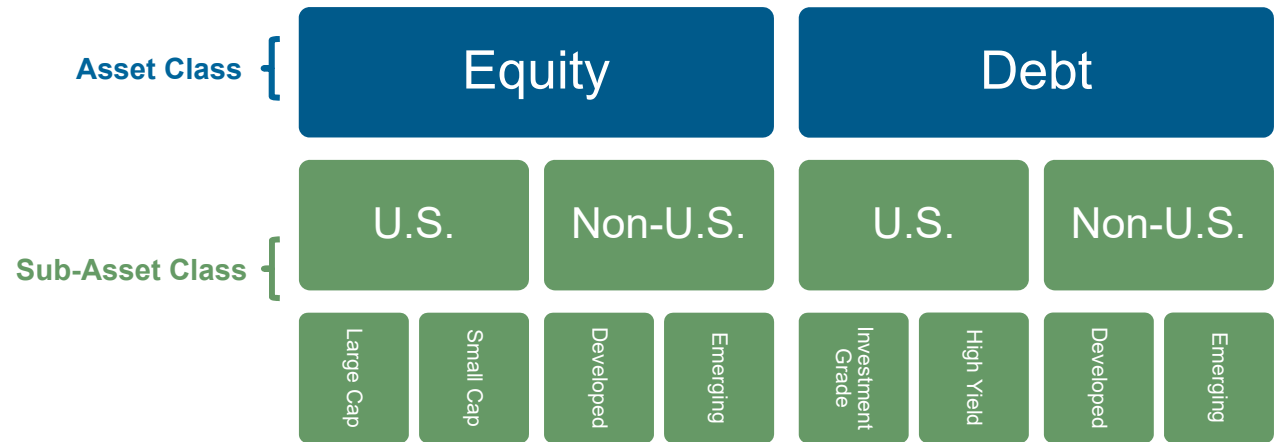 Asset Class
Equity
Debt
Sub-Asset Class
U.S.
Non-U.S.
U.S.
Non-U.S.
Large Cap
Small Cap
Developed
Emerging
Investment
Grade
High Yield
Developed
Emerging